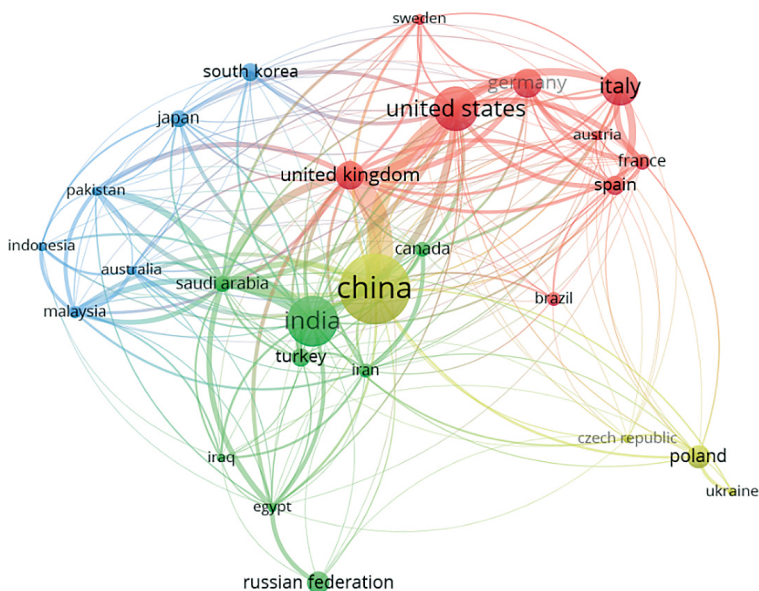 sweden
south korea
germany
italy
united states
japan
austria
france
united kingdom
spain
pakistan
indonesia
canada
australia
saudi arabia
china
brazil
malaysia
india
turkey
iran
czech republic
poland
iraq
ukraine
egypt
russian federation